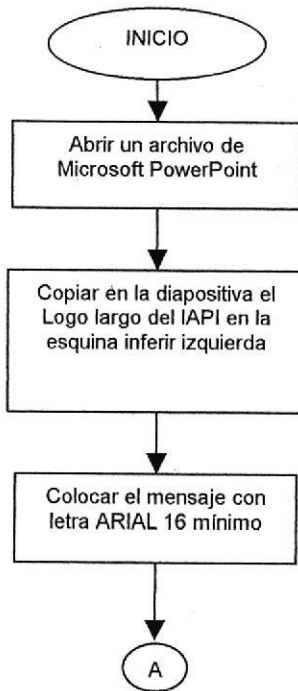 INICIO
Abrir un archivo de
Microsoft PowerPoint
Copiar en la diapositiva el
Logo largo del IAPI en la
esquina inferir izquierda
Colocar el mensaje con
letra ARIAL 16 mínimo
A